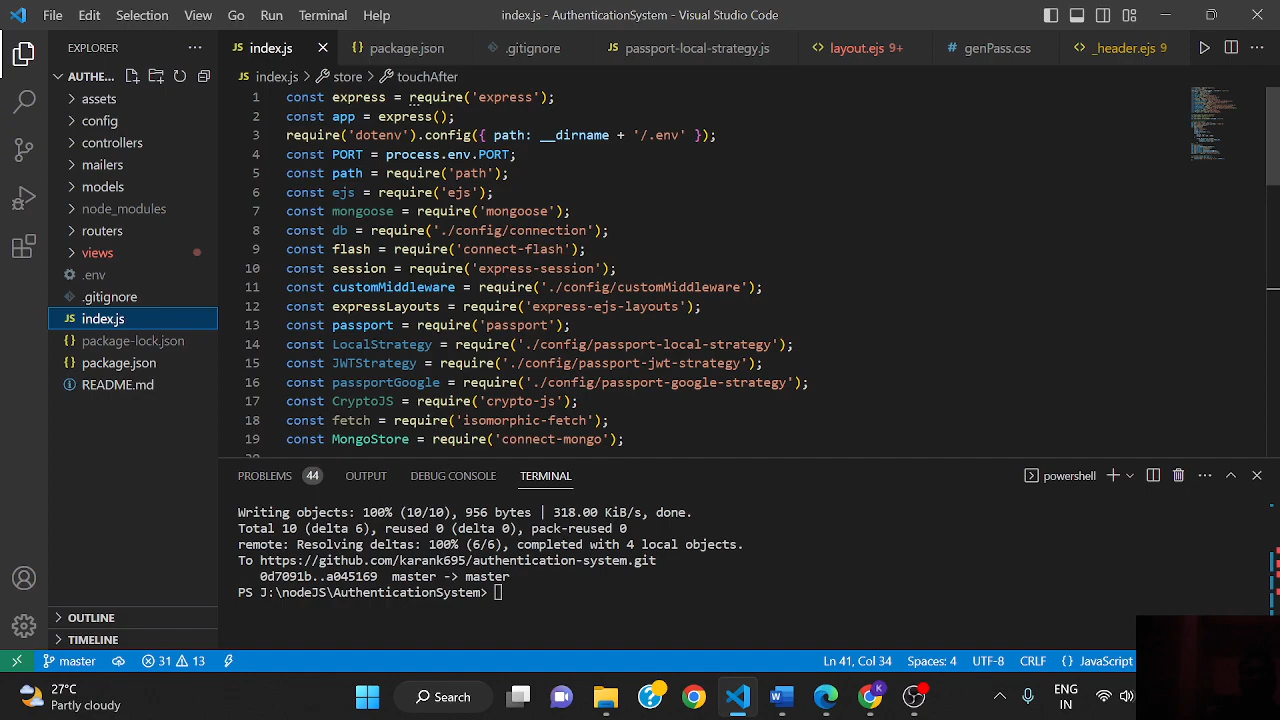 File Edit Selection View Go Run Terminal Help index.js - AuthenticationSystem - Visual Studio Code
EXPLORER
JS index.js package.json .gitignore JS passport-local-strategy.js <> layout.ejs 9+ # genPass.css <> _header.ejs 9
AUTHE...
JS index.js > store > touchAfter
assets
config
controllers
mailers
models
node_modules
routers
views
.env
.gitignore
JS index.js
package-lock.json
package.json
README.md
OUTLINE
TIMELINE
1 const express = require('express');
2 const app = express();
3 require('dotenv').config({ path: __dirname + '/.env' });
4 const PORT = process.env.PORT;
5 const path = require('path');
6 const ejs = require('ejs');
7 const mongoose = require('mongoose');
8 const db = require('./config/connection');
9 const flash = require('connect-flash');
10 const session = require('express-session');
11 const customMiddleware = require('./config/customMiddleware');
12 const expressLayouts = require('express-ejs-layouts');
13 const passport = require('passport');
14 const LocalStrategy = require('./config/passport-local-strategy');
15 const JWTStrategy = require('./config/passport-jwt-strategy');
16 const passportGoogle = require('./config/passport-google-strategy');
17 const CryptoJS = require('crypto-js');
18 const fetch = require('isomorphic-fetch');
19 const MongoStore = require('connect-mongo');
PROBLEMS 44 OUTPUT DEBUG CONSOLE TERMINAL powershell
Writing objects: 100% (10/10), 956 bytes | 318.00 KiB/s, done.
Total 10 (delta 6), reused 0 (delta 0), pack-reused 0
remote: Resolving deltas: 100% (6/6), completed with 4 local objects.
To https://github.com/karank695/authentication-system.git
0d7091b..a045169 master -> master
PS J:\nodeJS\AuthenticationSystem>
master 31 13 Ln 41, Col 34 Spaces: 4 UTF-8 CRLF {} JavaScript
27°C
Partly cloudy
Search
K
ENG
IN